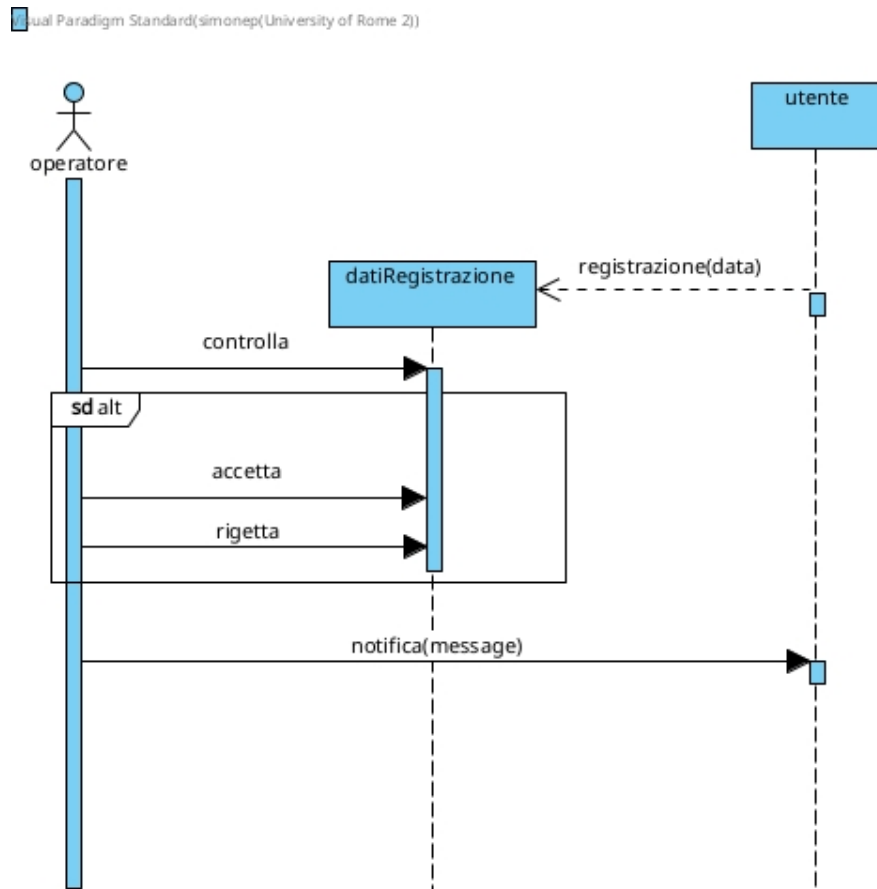 Visual Paradigm Standard(simonep(University of Rome 2))
utente
operatore
registrazione(data)
datiRegistrazione
controlla
sd alt
accetta
rigetta
notifica(message)